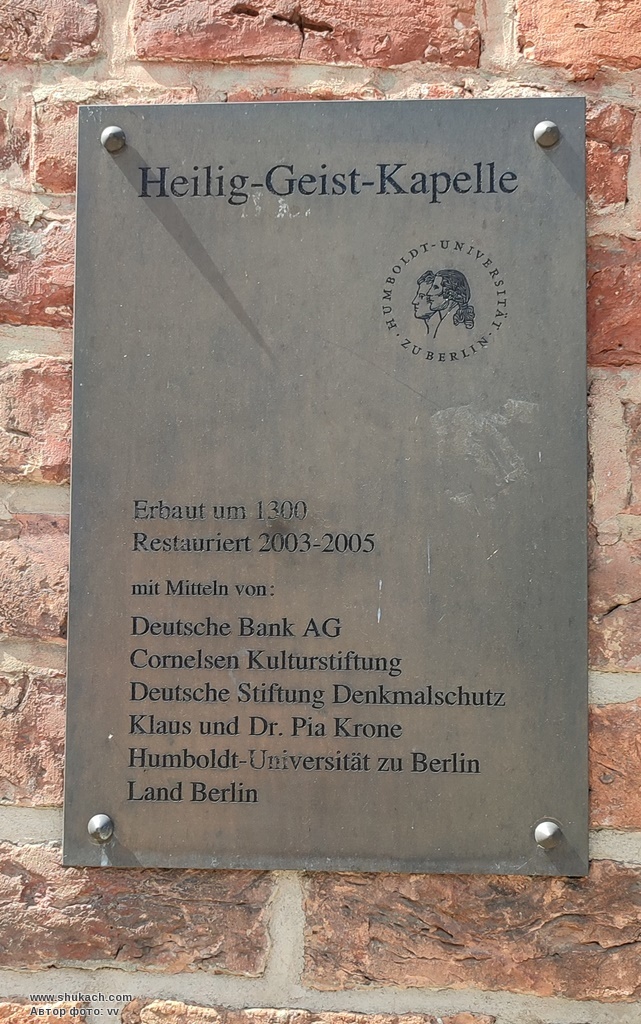 Heilig-Geist-Kapelle
HUMBOLDT-UNIVERSITÄT
· ZU BERLIN ·
Erbaut um 1300
Restauriert 2003-2005
mit Mitteln von:
Deutsche Bank AG
Cornelsen Kulturstiftung
Deutsche Stiftung Denkmalschutz
Klaus und Dr. Pia Krone
Humboldt-Universität zu Berlin
Land Berlin
www.shukach.com
Автор фото: vv